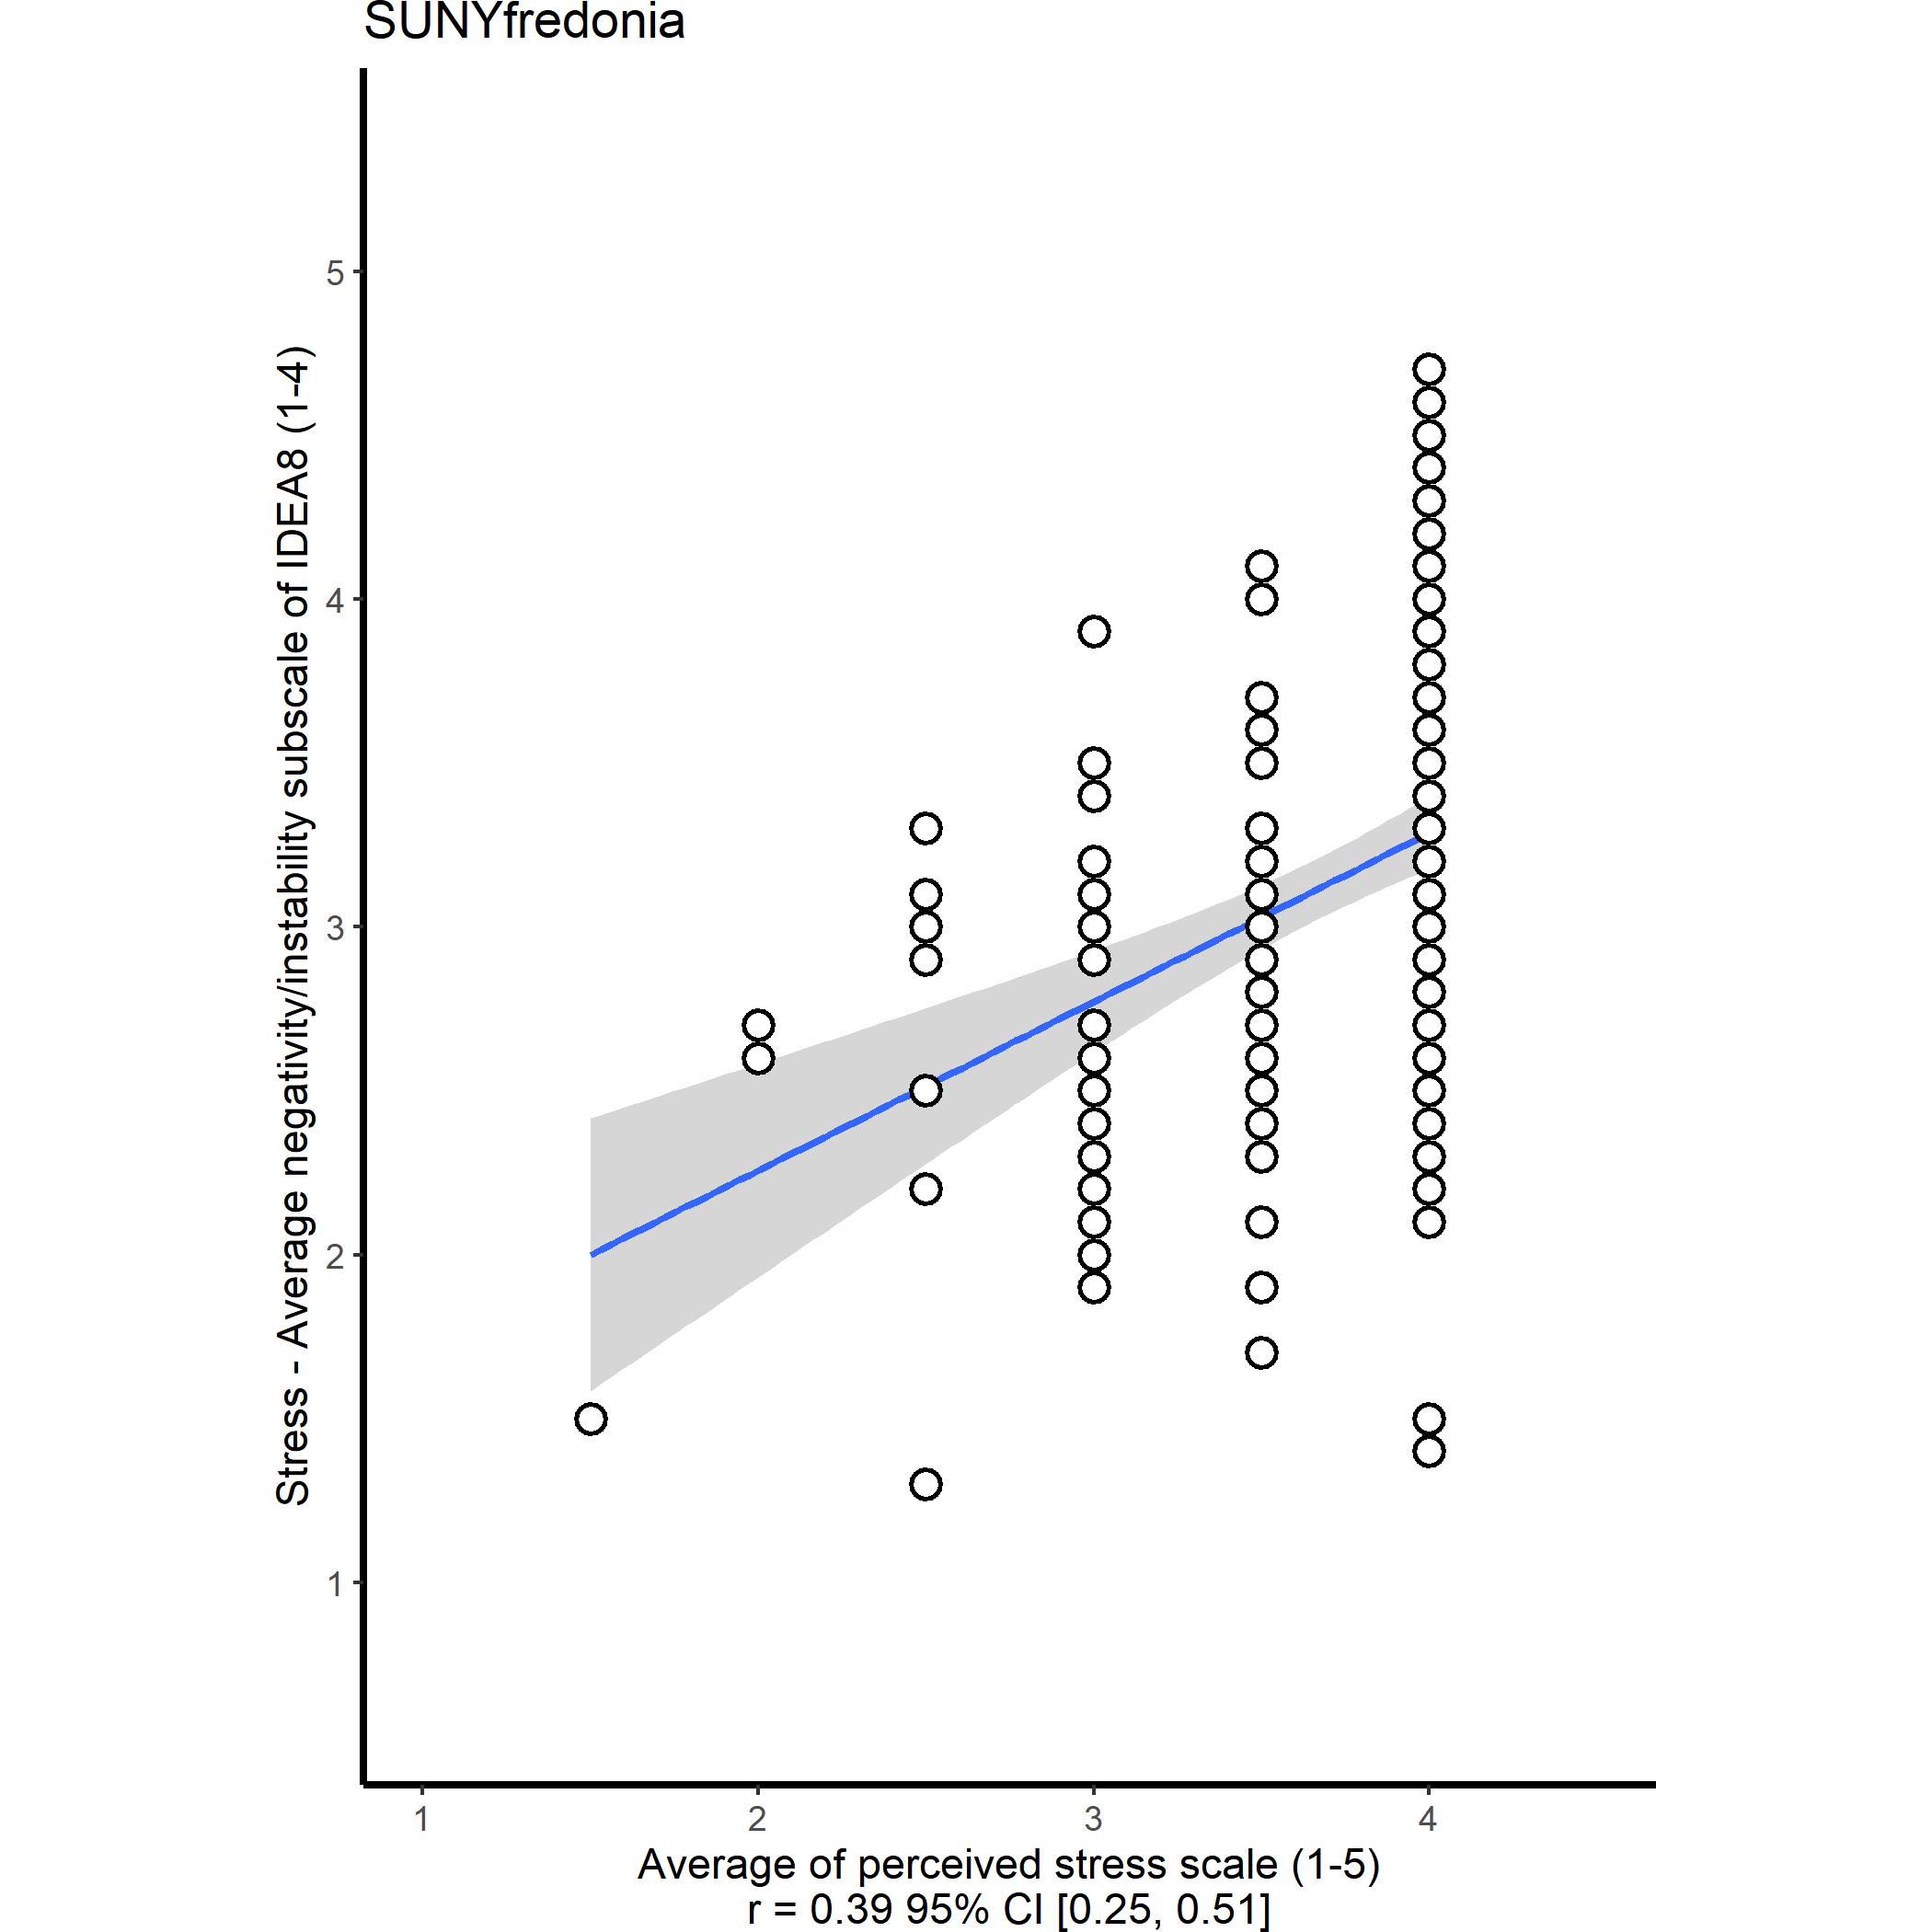 SUNYfredonia
Stress - Average negativity/instability subscale of IDEA8 (1-4)
5
4
3
2
1
1 2 3 4
Average of perceived stress scale (1-5)
r = 0.39 95% CI [0.25, 0.51]